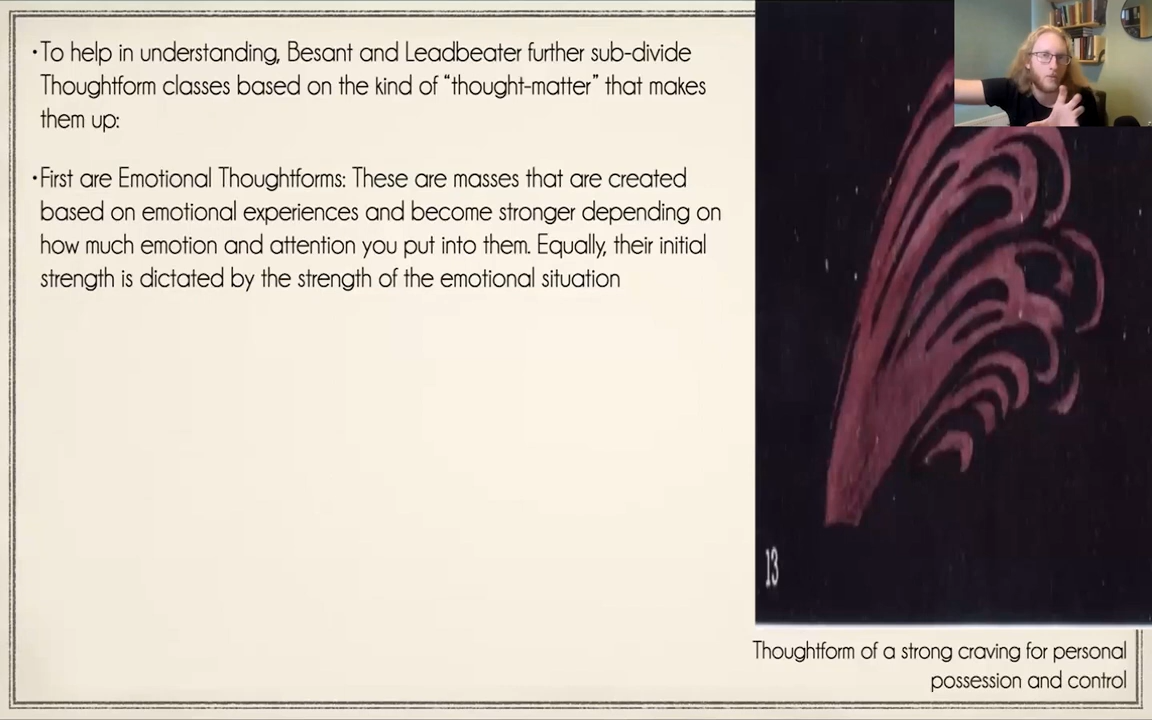 •To help in understanding, Besant and Leadbeater further sub-divide
Thoughtform classes based on the kind of “thought-matter” that makes
them up:
•First are Emotional Thoughtforms: These are masses that are created
based on emotional experiences and become stronger depending on
how much emotion and attention you put into them. Equally, their initial
strength is dictated by the strength of the emotional situation
13
Thoughtform of a strong craving for personal
possession and control